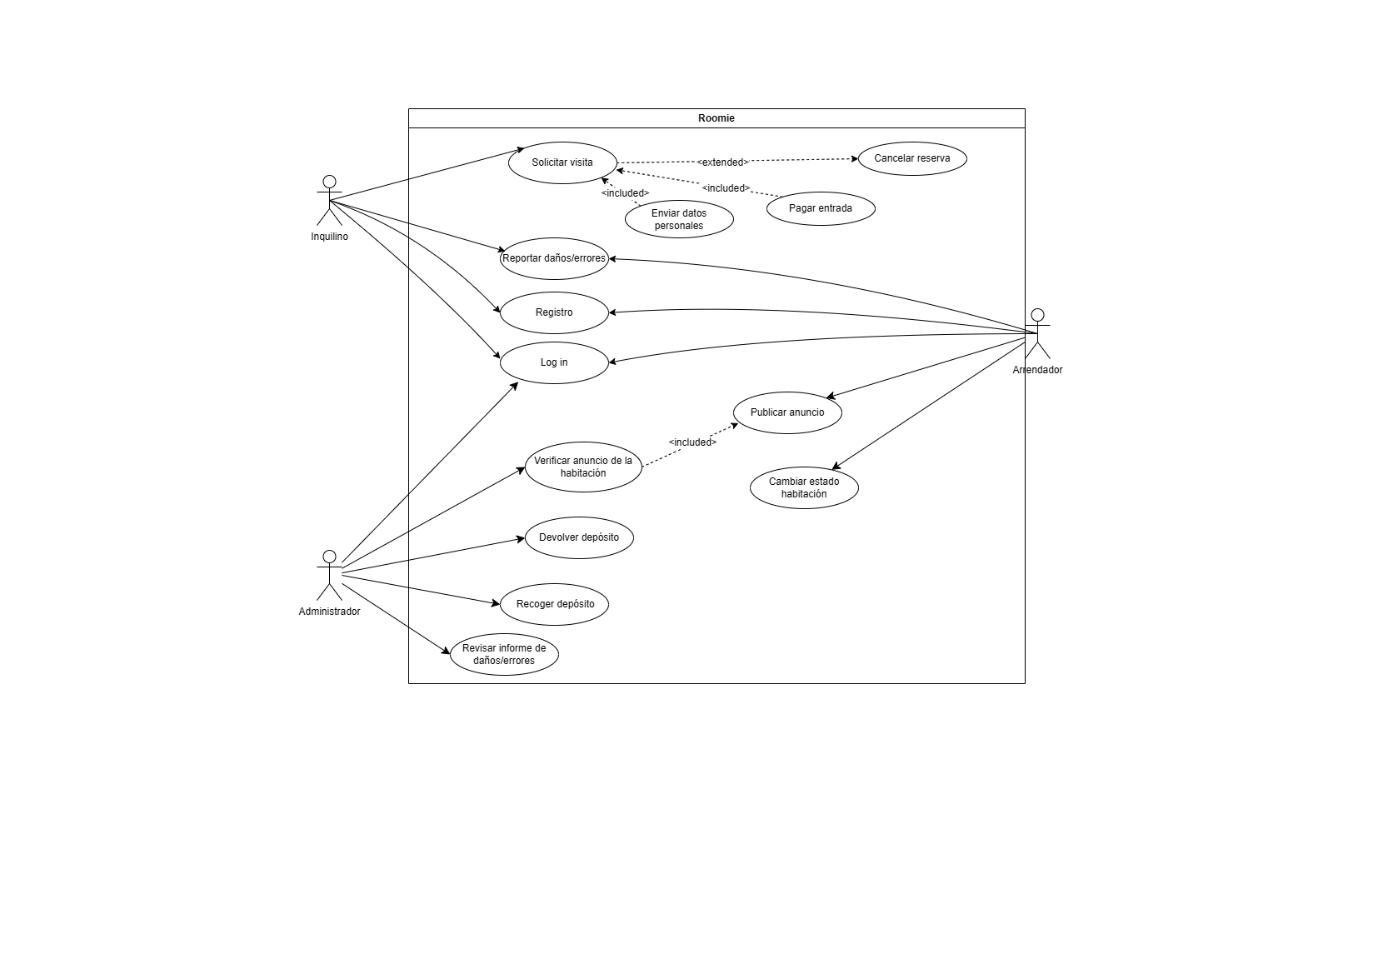 Roomie
Solicitar visita
<extended>
Cancelar reserva
<included>
<included>
Enviar datos
personales
Pagar entrada
Inquilino
Reportar daños/errores
Registro
Log in
Arrendador
Publicar anuncio
<included>
Verificar anuncio de la
habitación
Cambiar estado
habitación
Devolver depósito
Recoger depósito
Administrador
Revisar informe de
daños/errores